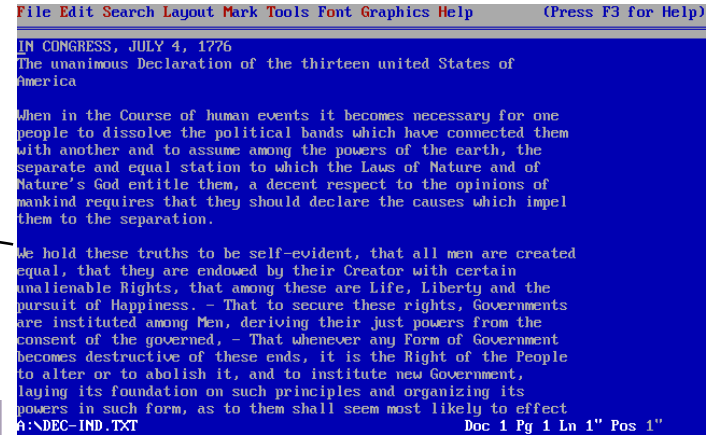 File Edit Search Layout Mark Tools Font Graphics Help (Press F3 for Help)
IN CONGRESS, JULY 4, 1776
The unanimous Declaration of the thirteen united States of
America
When in the Course of human events it becomes necessary for one
people to dissolve the political bands which have connected them
with another and to assume among the powers of the earth, the
separate and equal station to which the Laws of Nature and of
Nature's God entitle them, a decent respect to the opinions of
mankind requires that they should declare the causes which impel
them to the separation.
We hold these truths to be self-evident, that all men are created
equal, that they are endowed by their Creator with certain
unalienable Rights, that among these are Life, Liberty and the
pursuit of Happiness. – That to secure these rights, Governments
are instituted among Men, deriving their just powers from the
consent of the governed, – That whenever any Form of Government
becomes destructive of these ends, it is the Right of the People
to alter or to abolish it, and to institute new Government,
laying its foundation on such principles and organizing its
powers in such form, as to them shall seem most likely to effect
A:\DEC-IND.TXT Doc 1 Pg 1 Ln 1" Pos 1"